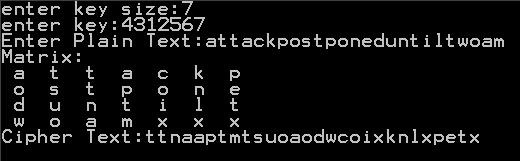 enter key size:7
enter key:4312567
Enter Plain Text:attackpostponeduntiltwoam
Matrix:
a t t a c k p
o s t p o n e
d u n t i l t
w o a m x x x
Cipher Text:ttnaaptmtsuoaodwcoixknlxpetx